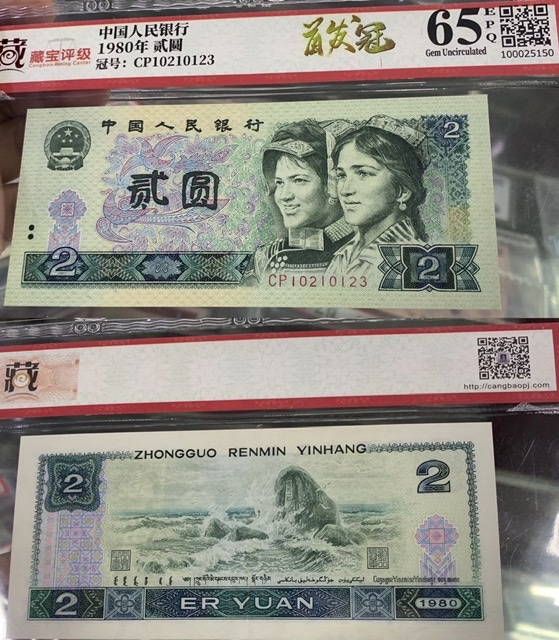 中国人民银行
1980年 贰圆
冠号: CP10210123
藏
藏宝评级
首发冠
65
EPQ
Gem Uncirculated
100025150
中国人民银行
2
贰圆
2
2
CP10210123
藏
http://cangbaopj.com
ZHONGGUO RENMIN YINHANG
2
2
2
ER YUAN
1980